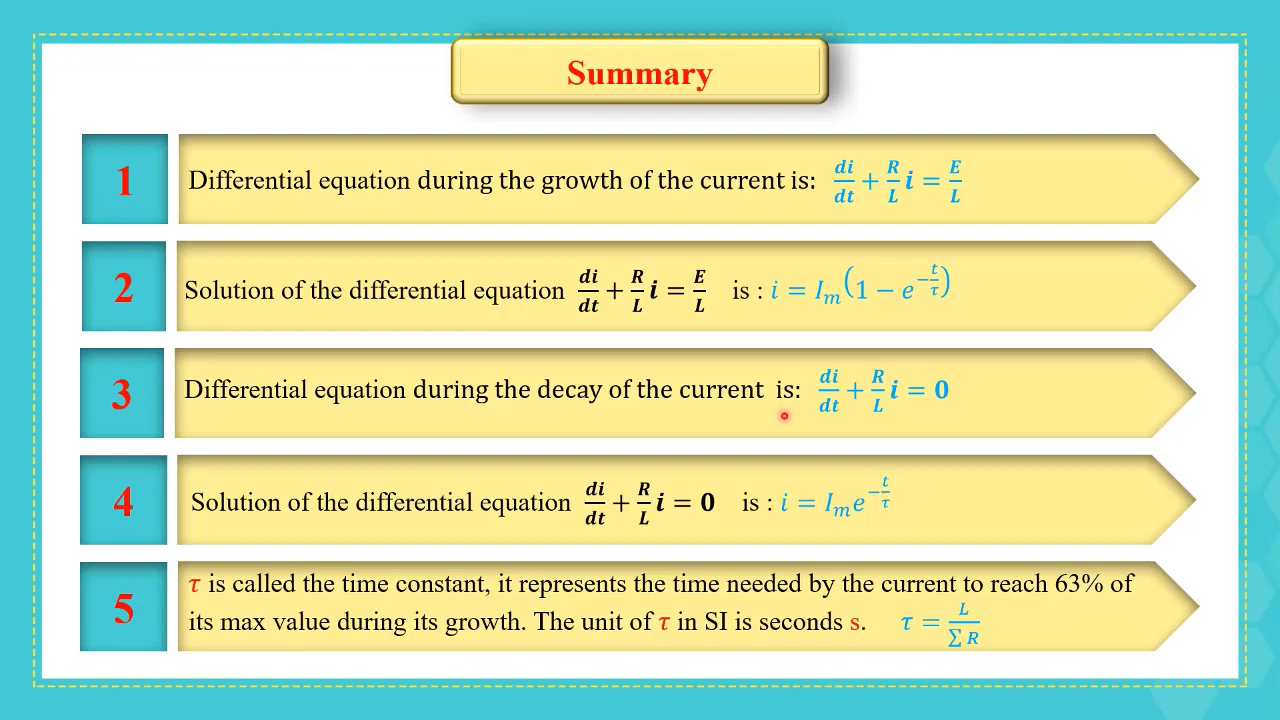 Summary
1
Differential equation during the growth of the current is: di/dt + R/L i = E/L
2
Solution of the differential equation di/dt + R/L i = E/L is : i = Iₘ(1 − e^(−t/τ))
3
Differential equation during the decay of the current is: di/dt + R/L i = 0
4
Solution of the differential equation di/dt + R/L i = 0 is : i = Iₘe^(−t/τ)
5
τ is called the time constant, it represents the time needed by the current to reach 63% of
its max value during its growth. The unit of τ in SI is seconds s. τ = L/∑ R